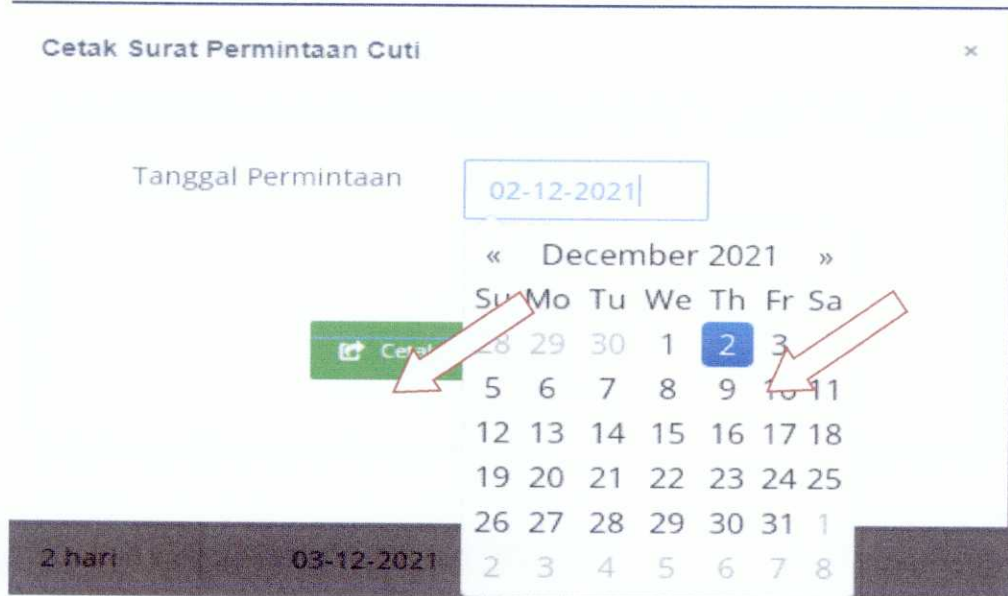 Cetak Surat Permintaan Cuti ×
Tanggal Permintaan 02-12-2021
« December 2021 »
Su Mo Tu We Th Fr Sa
28 29 30 1 2 3
5 6 7 8 9 10 11
12 13 14 15 16 17 18
19 20 21 22 23 24 25
26 27 28 29 30 31 1
2 3 4 5 6 7 8
Cetak
2 hari 03-12-2021